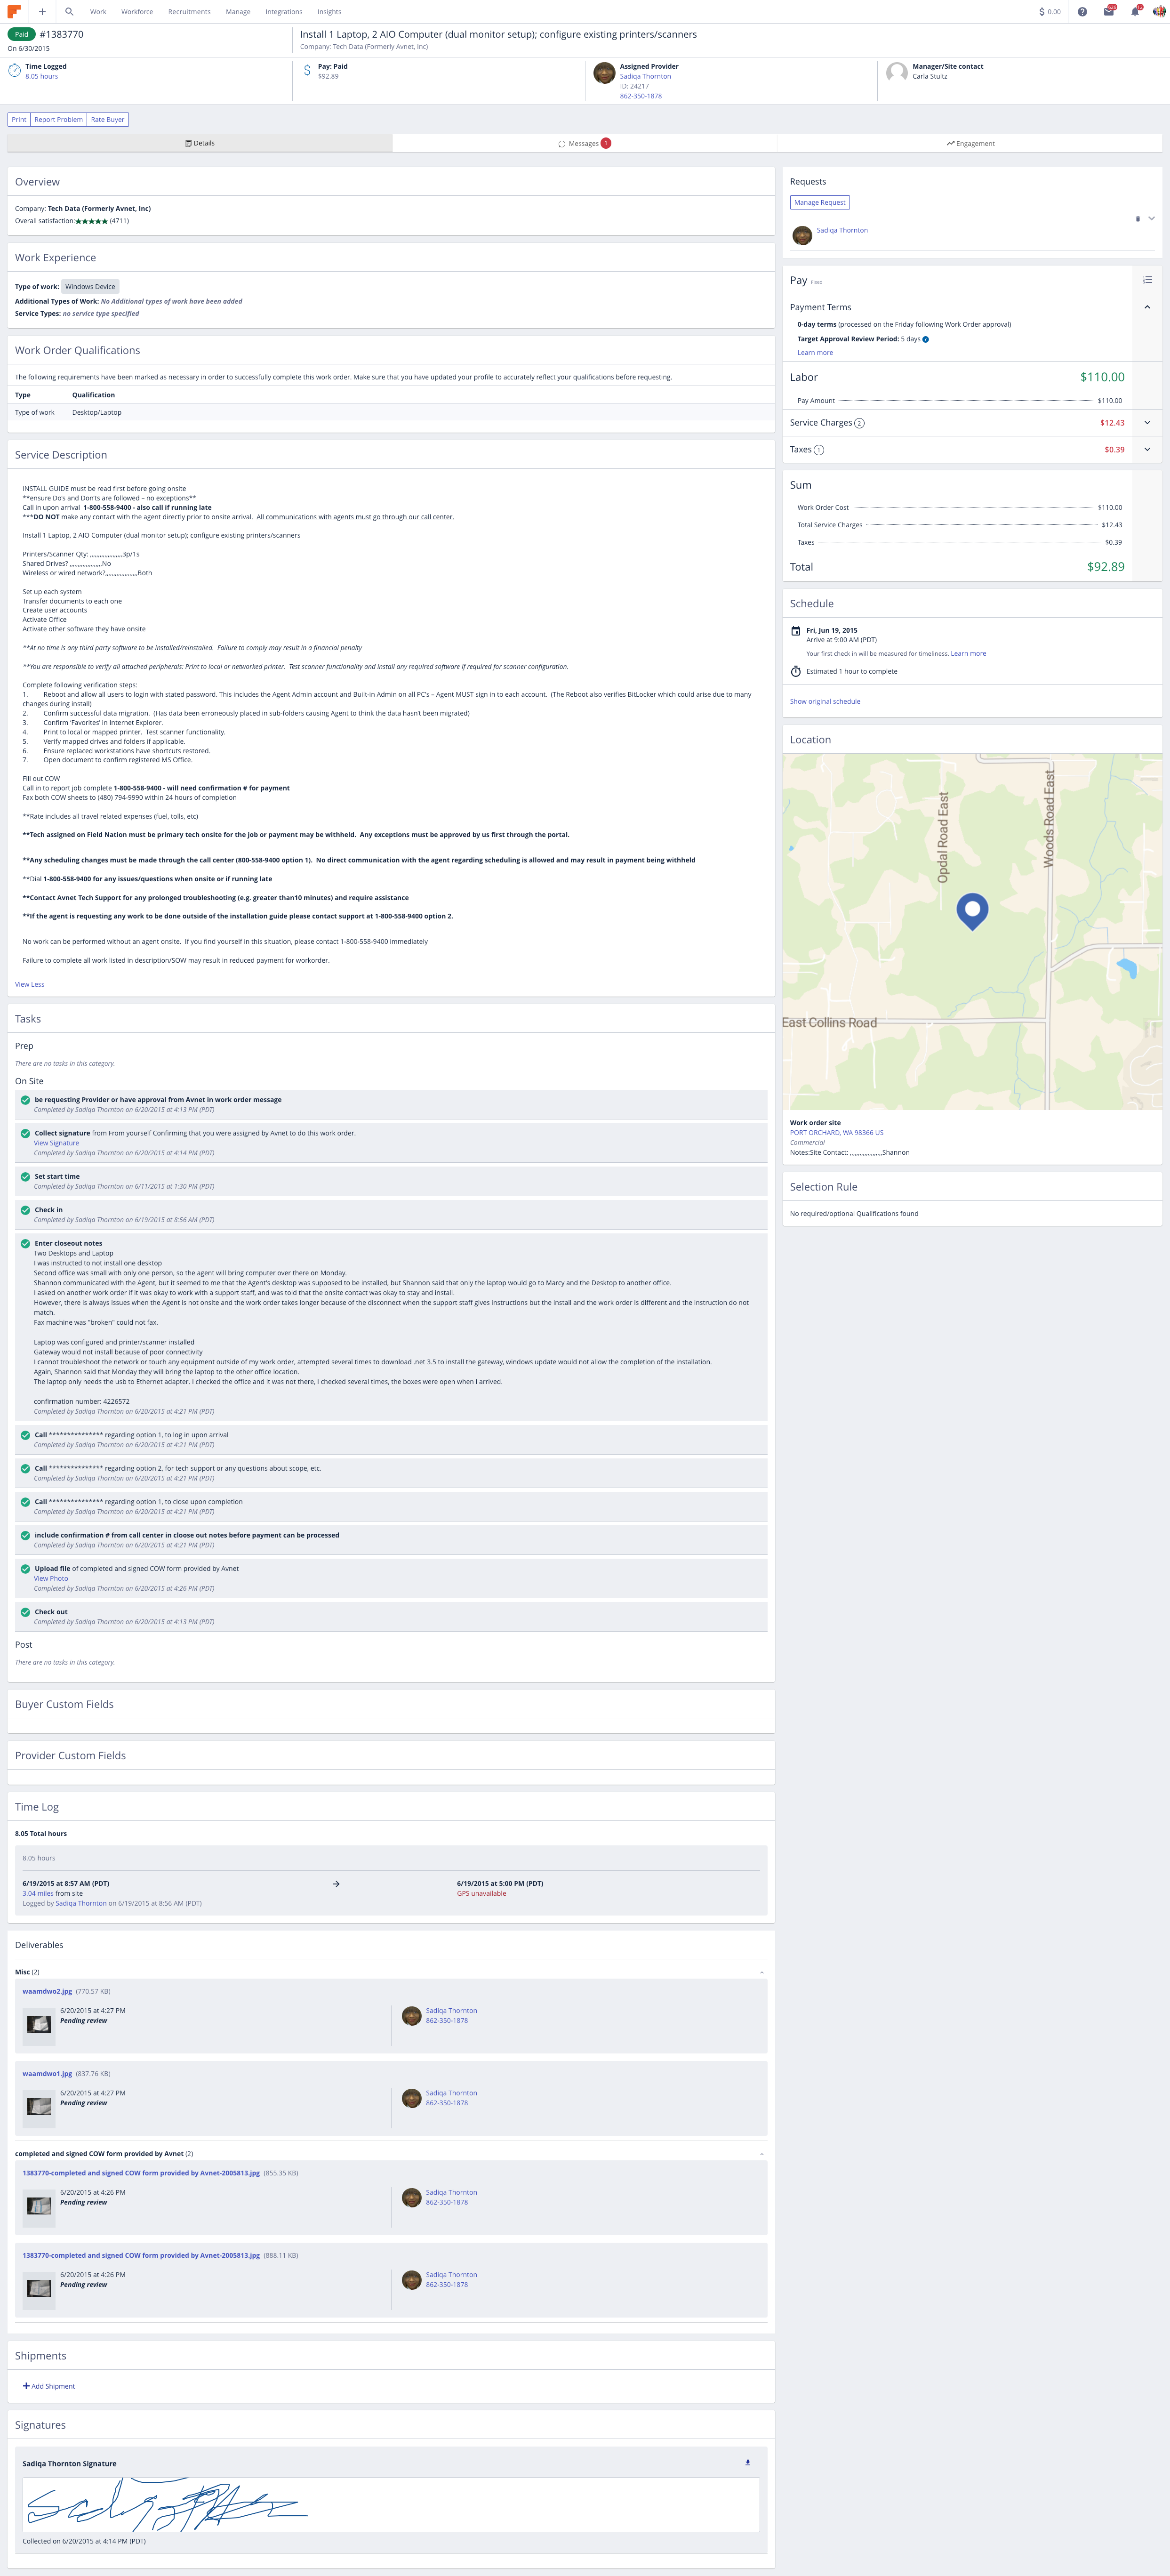 Work
Workforce
Recruitments
Manage
Integrations
Insights
$ 0.00
Paid
#1383770
On 6/30/2015
Install 1 Laptop, 2 AIO Computer (dual monitor setup); configure existing printers/scanners
Company: Tech Data (Formerly Avnet, Inc)
Time Logged
8.05 hours
Pay: Paid
$92.89
Assigned Provider
Sadiqa Thornton
ID: 24217
862-350-1878
Manager/Site contact
Carla Stultz
Print
Report Problem
Rate Buyer
Details
Messages 1
Engagement
Overview
Company: Tech Data (Formerly Avnet, Inc)
Overall satisfaction:★★★★★ (4711)
Work Experience
Type of work: Windows Device
Additional Types of Work: No Additional types of work have been added
Service Types: no service type specified
Work Order Qualifications
The following requirements have been marked as necessary in order to successfully complete this work order. Make sure that you have updated your profile to accurately reflect your qualifications before requesting.
Type Qualification
Type of work Desktop/Laptop
Service Description
INSTALL GUIDE must be read first before going onsite
**ensure Do's and Don'ts are followed – no exceptions**
Call in upon arrival 1-800-558-9400 - also call if running late
***DO NOT make any contact with the agent directly prior to onsite arrival. All communications with agents must go through our call center.
Install 1 Laptop, 2 AIO Computer (dual monitor setup); configure existing printers/scanners
Printers/Scanner Qty: ,,,,,,,,,,,,,,,,,,,,3p/1s
Shared Drives? ,,,,,,,,,,,,,,,,,,,,No
Wireless or wired network?,,,,,,,,,,,,,,,,,,,,Both
Set up each system
Transfer documents to each one
Create user accounts
Activate Office
Activate other software they have onsite
**At no time is any third party software to be installed/reinstalled. Failure to comply may result in a financial penalty
**You are responsible to verify all attached peripherals: Print to local or networked printer. Test scanner functionality and install any required software if required for scanner configuration.
Complete following verification steps:
1. Reboot and allow all users to login with stated password. This includes the Agent Admin account and Built-in Admin on all PC's – Agent MUST sign in to each account. (The Reboot also verifies BitLocker which could arise due to many
changes during install)
2. Confirm successful data migration. (Has data been erroneously placed in sub-folders causing Agent to think the data hasn't been migrated)
3. Confirm 'Favorites' in Internet Explorer.
4. Print to local or mapped printer. Test scanner functionality.
5. Verify mapped drives and folders if applicable.
6. Ensure replaced workstations have shortcuts restored.
7. Open document to confirm registered MS Office.
Fill out COW
Call in to report job complete 1-800-558-9400 - will need confirmation # for payment
Fax both COW sheets to (480) 794-9990 within 24 hours of completion
**Rate includes all travel related expenses (fuel, tolls, etc)
**Tech assigned on Field Nation must be primary tech onsite for the job or payment may be withheld. Any exceptions must be approved by us first through the portal.
**Any scheduling changes must be made through the call center (800-558-9400 option 1). No direct communication with the agent regarding scheduling is allowed and may result in payment being withheld
**Dial 1-800-558-9400 for any issues/questions when onsite or if running late
**Contact Avnet Tech Support for any prolonged troubleshooting (e.g. greater than10 minutes) and require assistance
**If the agent is requesting any work to be done outside of the installation guide please contact support at 1-800-558-9400 option 2.
No work can be performed without an agent onsite. If you find yourself in this situation, please contact 1-800-558-9400 immediately
Failure to complete all work listed in description/SOW may result in reduced payment for workorder.
View Less
Tasks
Prep
There are no tasks in this category.
On Site
be requesting Provider or have approval from Avnet in work order message
Completed by Sadiqa Thornton on 6/20/2015 at 4:13 PM (PDT)
Collect signature from From yourself Confirming that you were assigned by Avnet to do this work order.
View Signature
Completed by Sadiqa Thornton on 6/20/2015 at 4:14 PM (PDT)
Set start time
Completed by Sadiqa Thornton on 6/11/2015 at 1:30 PM (PDT)
Check in
Completed by Sadiqa Thornton on 6/19/2015 at 8:56 AM (PDT)
Enter closeout notes
Two Desktops and Laptop
I was instructed to not install one desktop
Second office was small with only one person, so the agent will bring computer over there on Monday.
Shannon communicated with the Agent, but it seemed to me that the Agent's desktop was supposed to be installed, but Shannon said that only the laptop would go to Marcy and the Desktop to another office.
I asked on another work order if it was okay to work with a support staff, and was told that the onsite contact was okay to stay and install.
However, there is always issues when the Agent is not onsite and the work order takes longer because of the disconnect when the support staff gives instructions but the install and the work order is different and the instruction do not
match.
Fax machine was "broken" could not fax.
Laptop was configured and printer/scanner installed
Gateway would not install because of poor connectivity
I cannot troubleshoot the network or touch any equipment outside of my work order, attempted several times to download .net 3.5 to install the gateway, windows update would not allow the completion of the installation.
Again, Shannon said that Monday they will bring the laptop to the other office location.
The laptop only needs the usb to Ethernet adapter. I checked the office and it was not there, I checked several times, the boxes were open when I arrived.
confirmation number: 4226572
Completed by Sadiqa Thornton on 6/20/2015 at 4:21 PM (PDT)
Call *************** regarding option 1, to log in upon arrival
Completed by Sadiqa Thornton on 6/20/2015 at 4:21 PM (PDT)
Call *************** regarding option 2, for tech support or any questions about scope, etc.
Completed by Sadiqa Thornton on 6/20/2015 at 4:21 PM (PDT)
Call *************** regarding option 1, to close upon completion
Completed by Sadiqa Thornton on 6/20/2015 at 4:21 PM (PDT)
include confirmation # from call center in cloose out notes before payment can be processed
Completed by Sadiqa Thornton on 6/20/2015 at 4:21 PM (PDT)
Upload file of completed and signed COW form provided by Avnet
View Photo
Completed by Sadiqa Thornton on 6/20/2015 at 4:26 PM (PDT)
Check out
Completed by Sadiqa Thornton on 6/20/2015 at 4:13 PM (PDT)
Post
There are no tasks in this category.
Buyer Custom Fields
Provider Custom Fields
Time Log
8.05 Total hours
8.05 hours
6/19/2015 at 8:57 AM (PDT)
3.04 miles from site
Logged by Sadiqa Thornton on 6/19/2015 at 8:56 AM (PDT)
6/19/2015 at 5:00 PM (PDT)
GPS unavailable
Deliverables
Misc (2)
waamdwo2.jpg (770.57 KB)
6/20/2015 at 4:27 PM
Pending review
Sadiqa Thornton
862-350-1878
waamdwo1.jpg (837.76 KB)
6/20/2015 at 4:27 PM
Pending review
Sadiqa Thornton
862-350-1878
completed and signed COW form provided by Avnet (2)
1383770-completed and signed COW form provided by Avnet-2005813.jpg (855.35 KB)
6/20/2015 at 4:26 PM
Pending review
Sadiqa Thornton
862-350-1878
1383770-completed and signed COW form provided by Avnet-2005813.jpg (888.11 KB)
6/20/2015 at 4:26 PM
Pending review
Sadiqa Thornton
862-350-1878
Shipments
Add Shipment
Signatures
Sadiqa Thornton Signature
Collected on 6/20/2015 at 4:14 PM (PDT)
Requests
Manage Request
Sadiqa Thornton
Pay Fixed
Payment Terms
0-day terms (processed on the Friday following Work Order approval)
Target Approval Review Period: 5 days
Learn more
Labor $110.00
Pay Amount $110.00
Service Charges 2 $12.43
Taxes 1 $0.39
Sum
Work Order Cost $110.00
Total Service Charges $12.43
Taxes $0.39
Total $92.89
Schedule
Fri, Jun 19, 2015
Arrive at 9:00 AM (PDT)
Your first check in will be measured for timeliness. Learn more
Estimated 1 hour to complete
Show original schedule
Location
Opdal Road East
Woods Road East
East Collins Road
Work order site
PORT ORCHARD, WA 98366 US
Commercial
Notes:Site Contact: ,,,,,,,,,,,,,,,,,,,,Shannon
Selection Rule
No required/optional Qualifications found